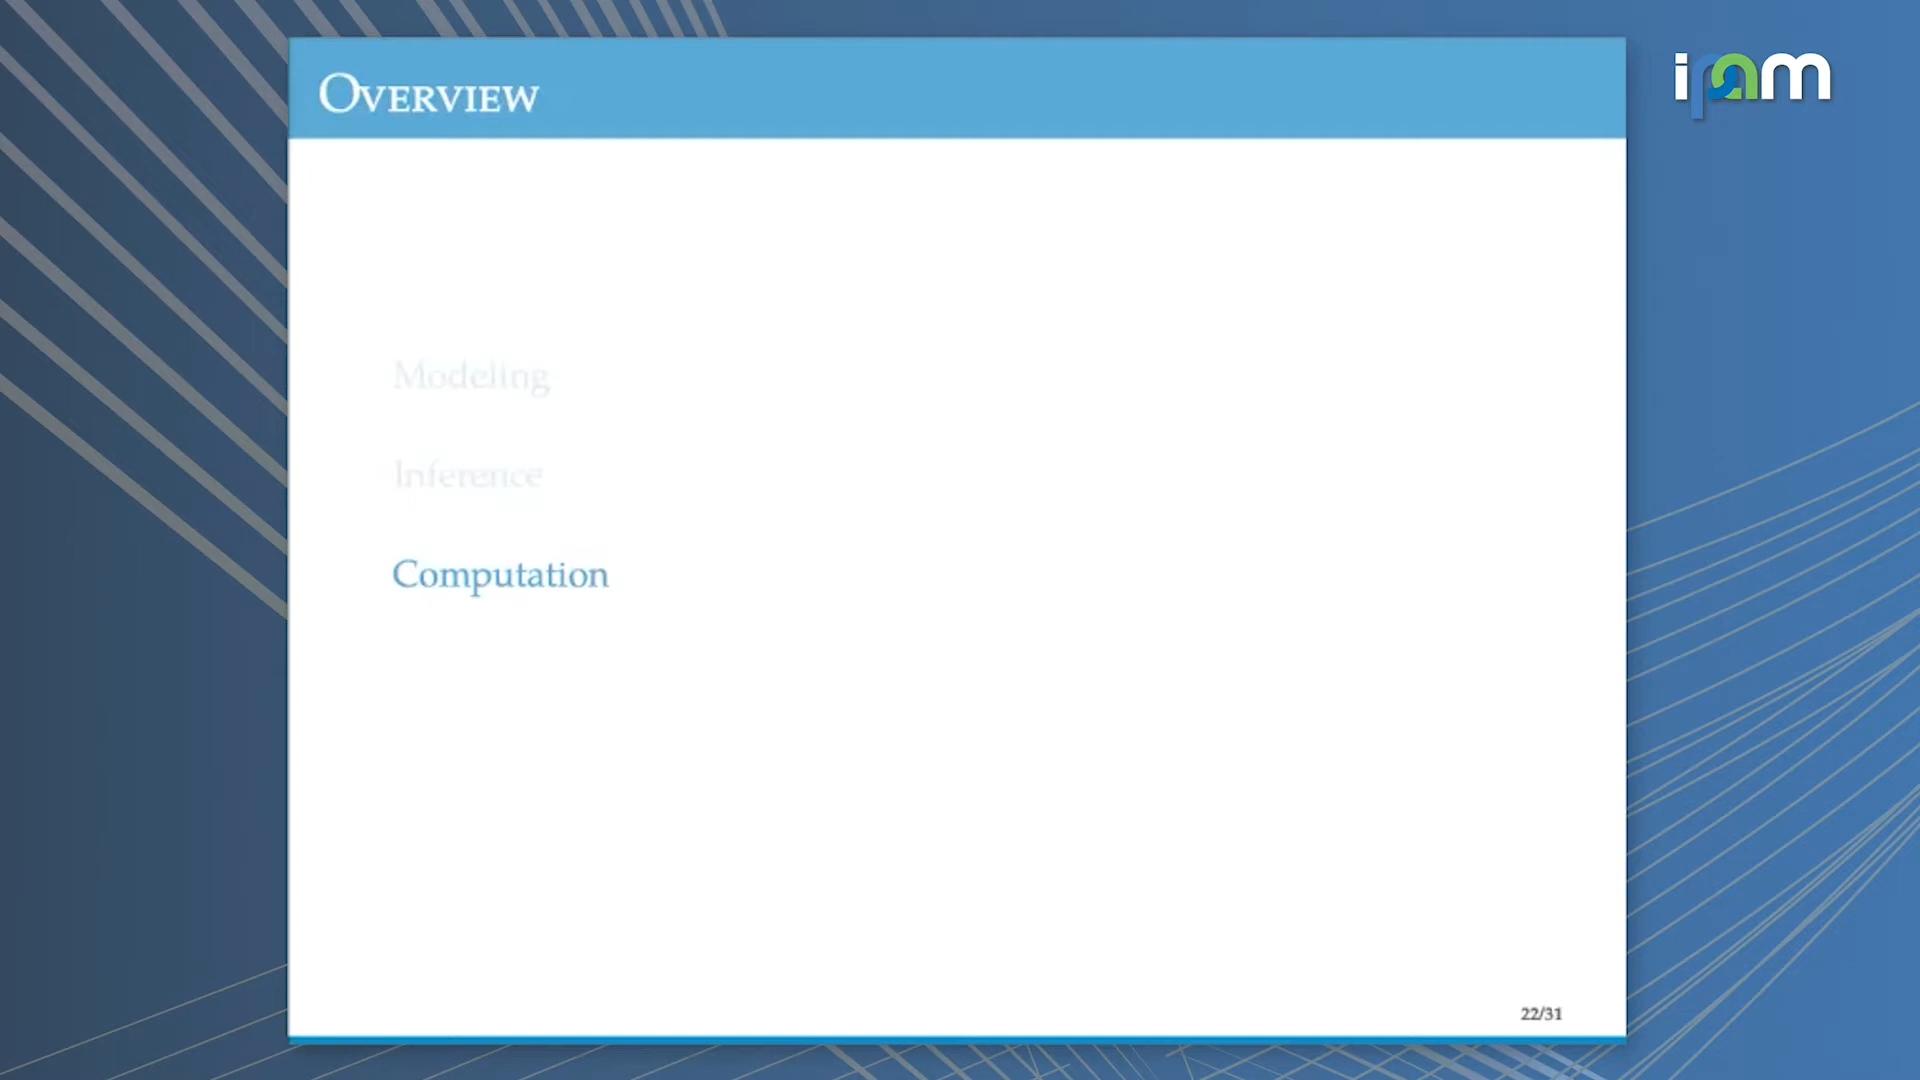 OVERVIEW
ipam
Modeling
Inference
Computation
22/31